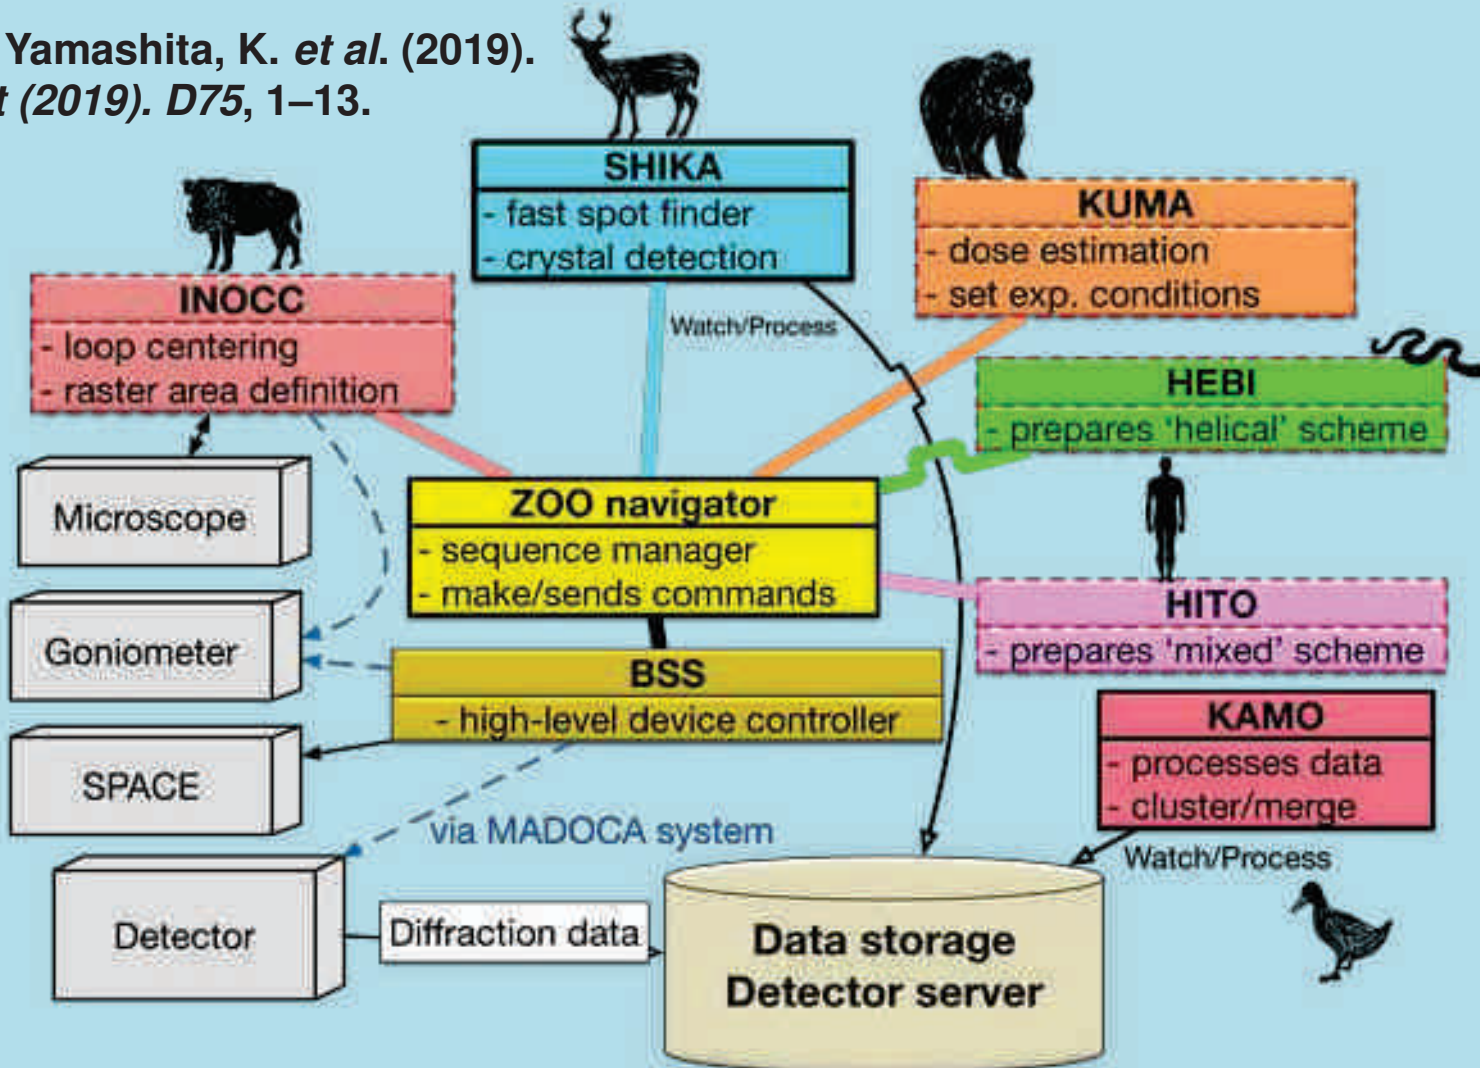 Yamashita, K. et al. (2019).
t (2019). D75, 1–13.
SHIKA
- fast spot finder
- crystal detection
KUMA
- dose estimation
- set exp. conditions
INOCC
- loop centering
- raster area definition
Watch/Process
HEBI
- prepares ‘helical’ scheme
Microscope
ZOO navigator
- sequence manager
- make/sends commands
Goniometer
HITO
- prepares ‘mixed’ scheme
BSS
- high-level device controller
KAMO
- processes data
- cluster/merge
SPACE
via MADOCA system
Watch/Process
Detector
Diffraction data
Data storage
Detector server